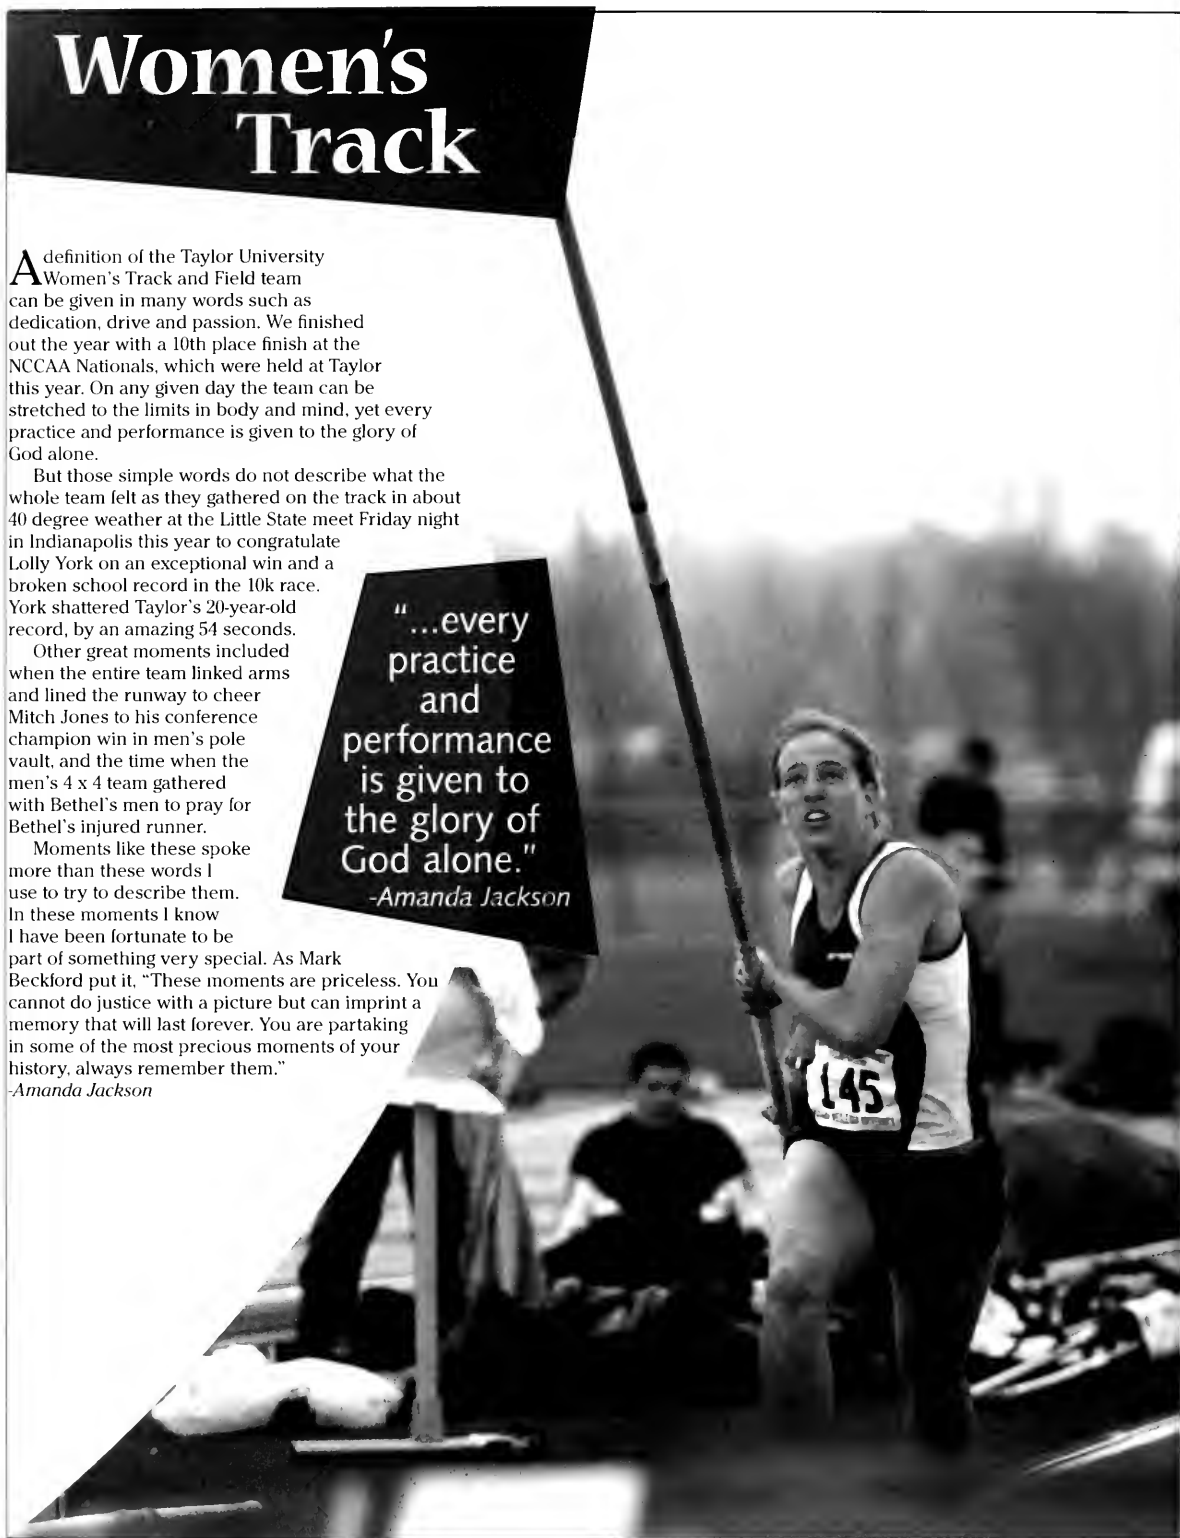 Women's
Track
A definition of the Taylor University
Women's Track and Field team
can be given in many words such as
dedication, drive and passion. We finished
out the year with a 10th place finish at the
NCCAA Nationals, which were held at Taylor
this year. On any given day the team can be
stretched to the limits in body and mind, yet every
practice and performance is given to the glory of
God alone.
But those simple words do not describe what the
whole team felt as they gathered on the track in about
40 degree weather at the Little State meet Friday night
in Indianapolis this year to congratulate
Lolly York on an exceptional win and a
broken school record in the 10k race.
York shattered Taylor's 20-year-old
record, by an amazing 54 seconds.
Other great moments included
when the entire team linked arms
and lined the runway to cheer
Mitch Jones to his conference
champion win in men's pole
vault, and the time when the
men's 4 x 4 team gathered
with Bethel's men to pray for
Bethel's injured runner.
Moments like these spoke
more than these words I
use to try to describe them.
In these moments I know
I have been fortunate to be
part of something very special. As Mark
Beckford put it, “These moments are priceless. You
cannot do justice with a picture but can imprint a
memory that will last forever. You are partaking
in some of the most precious moments of your
history, always remember them.”
-Amanda Jackson
"...every
practice
and
performance
is given to
the glory of
God alone."
-Amanda Jackson
145